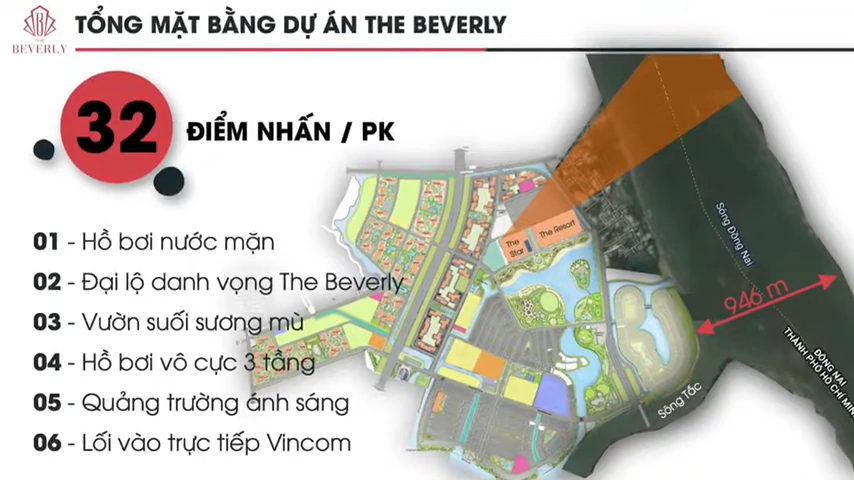 THE
BEVERLY
TỔNG MẶT BẰNG DỰ ÁN THE BEVERLY
32
ĐIỂM NHẤN / PK
01 - Hồ bơi nước mặn
02 - Đại lộ danh vọng The Beverly
03 - Vườn suối sương mù
04 - Hồ bơi vô cực 3 tầng
05 - Quảng trường ánh sáng
06 - Lối vào trực tiếp Vincom
The Star
The Resort
Sông Đồng Nai
946 m
ĐỒNG NAI
THÀNH PHỐ HỒ CHÍ MIN
Sông Tắc